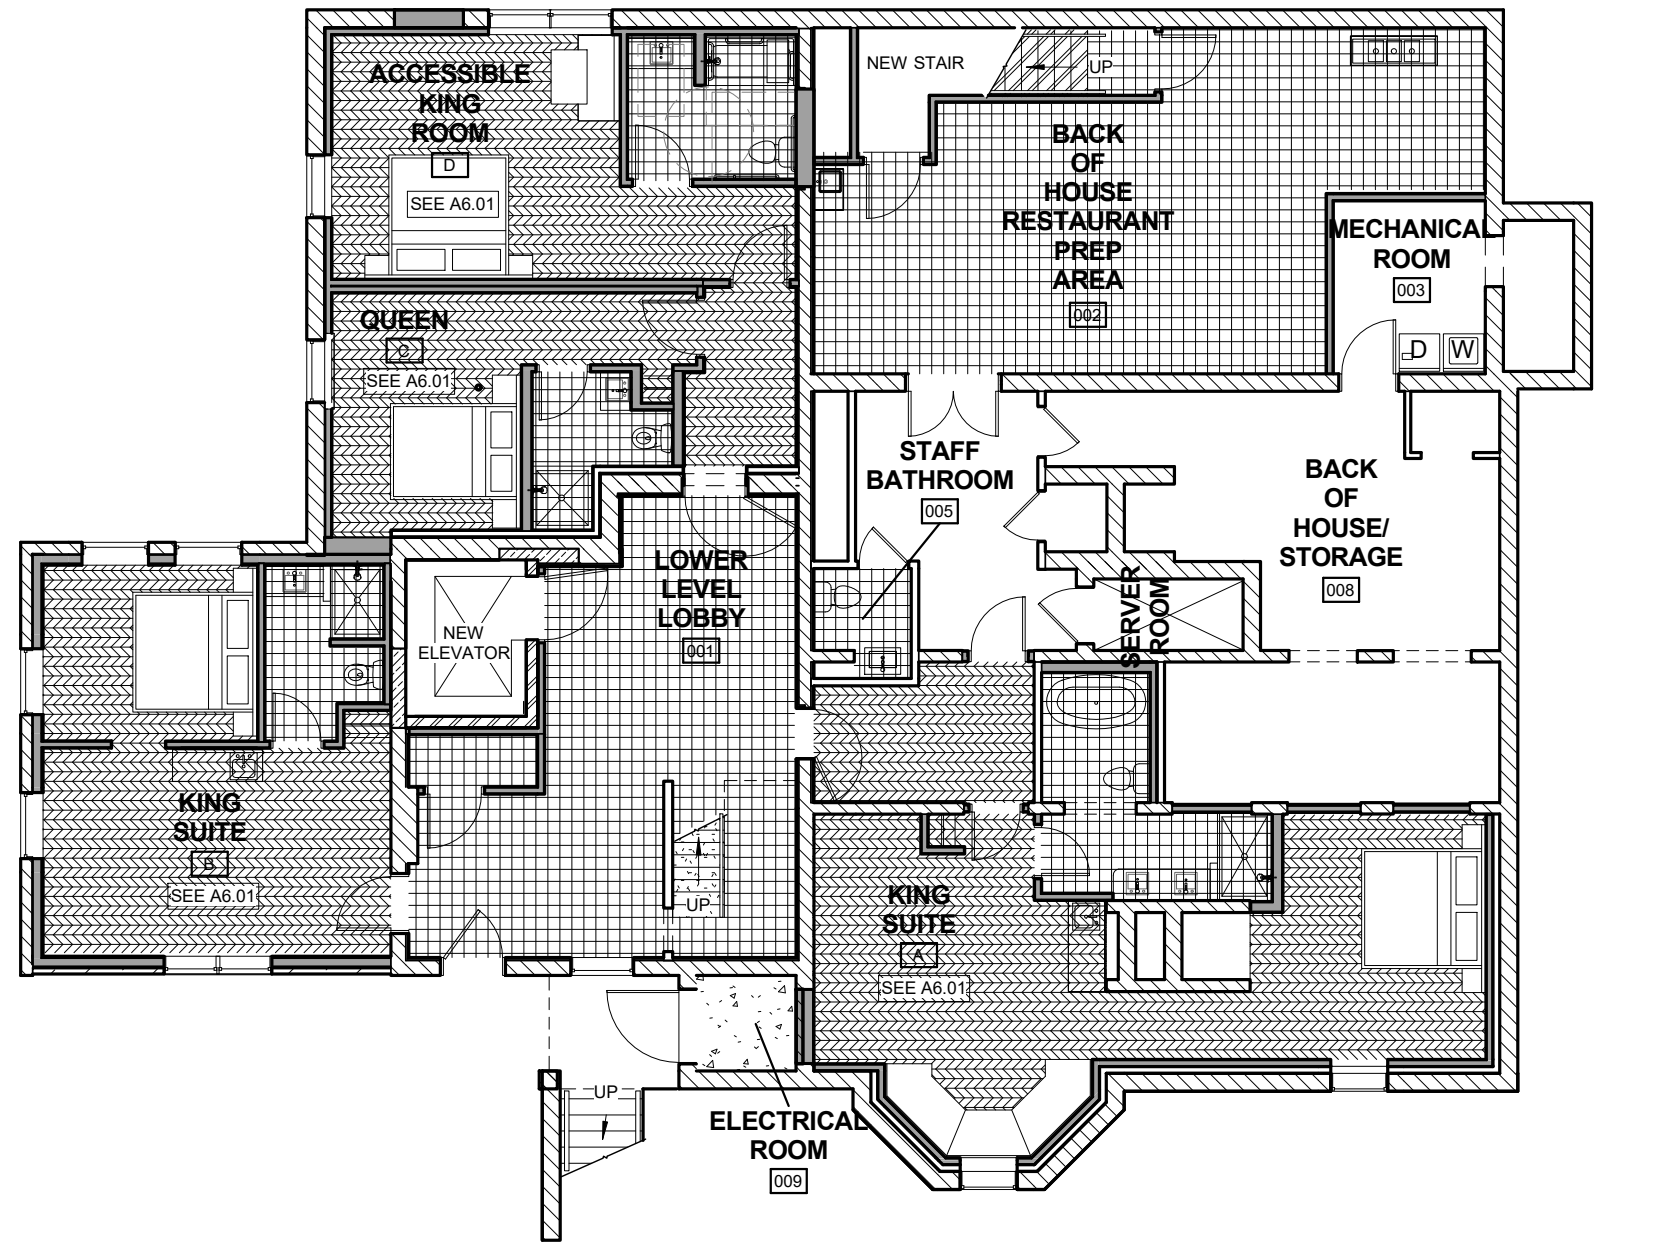 NEW STAIR
UP
ACCESSIBLE
KING
ROOM
D
SEE A6.01
BACK
OF
HOUSE
RESTAURANT
PREP
AREA
002
MECHANICAL
ROOM
003
D
W
QUEEN
C
SEE A6.01
STAFF
BATHROOM
005
BACK
OF
HOUSE/
STORAGE
008
LOWER
LEVEL
LOBBY
001
NEW
ELEVATOR
SERVER
ROOM
KING
SUITE
B
SEE A6.01
UP
KING
SUITE
A
SEE A6.01
UP
ELECTRICAL
ROOM
009